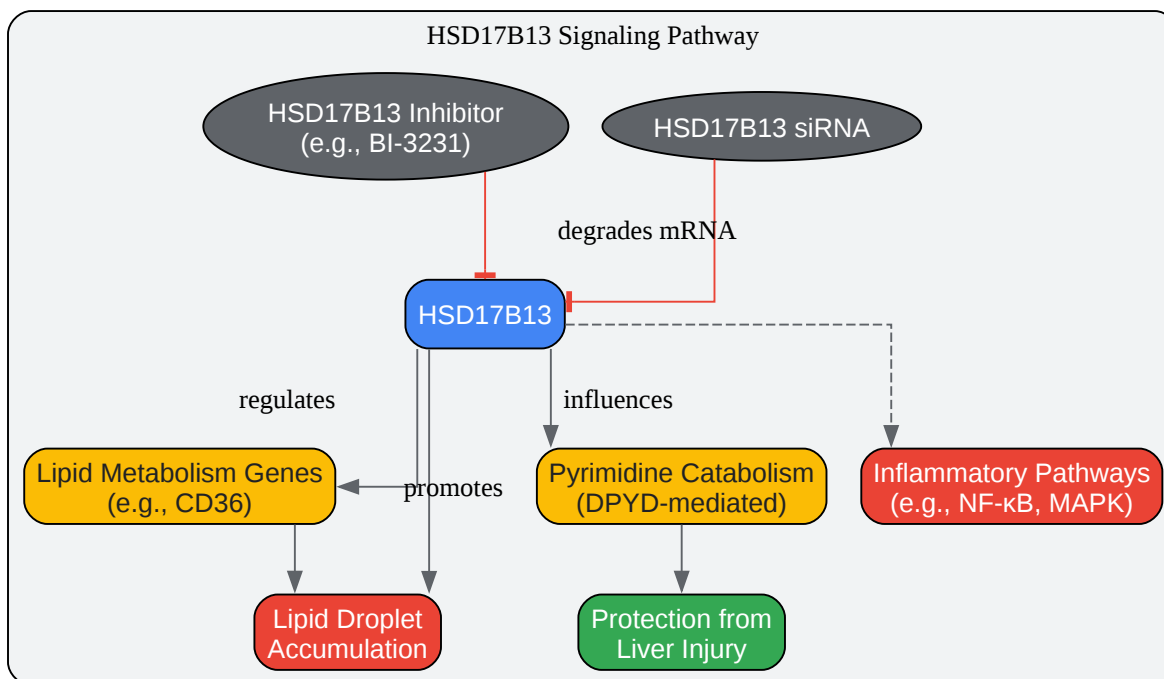 HSD17B13 Signaling Pathway
HSD17B13 Inhibitor
(e.g., BI-3231)
HSD17B13 siRNA
degrades mRNA
HSD17B13
regulates
influences
Lipid Metabolism Genes
(e.g., CD36)
promotes
Pyrimidine Catabolism
(DPYD-mediated)
Inflammatory Pathways
(e.g., NF-κB, MAPK)
Lipid Droplet
Accumulation
Protection from
Liver Injury